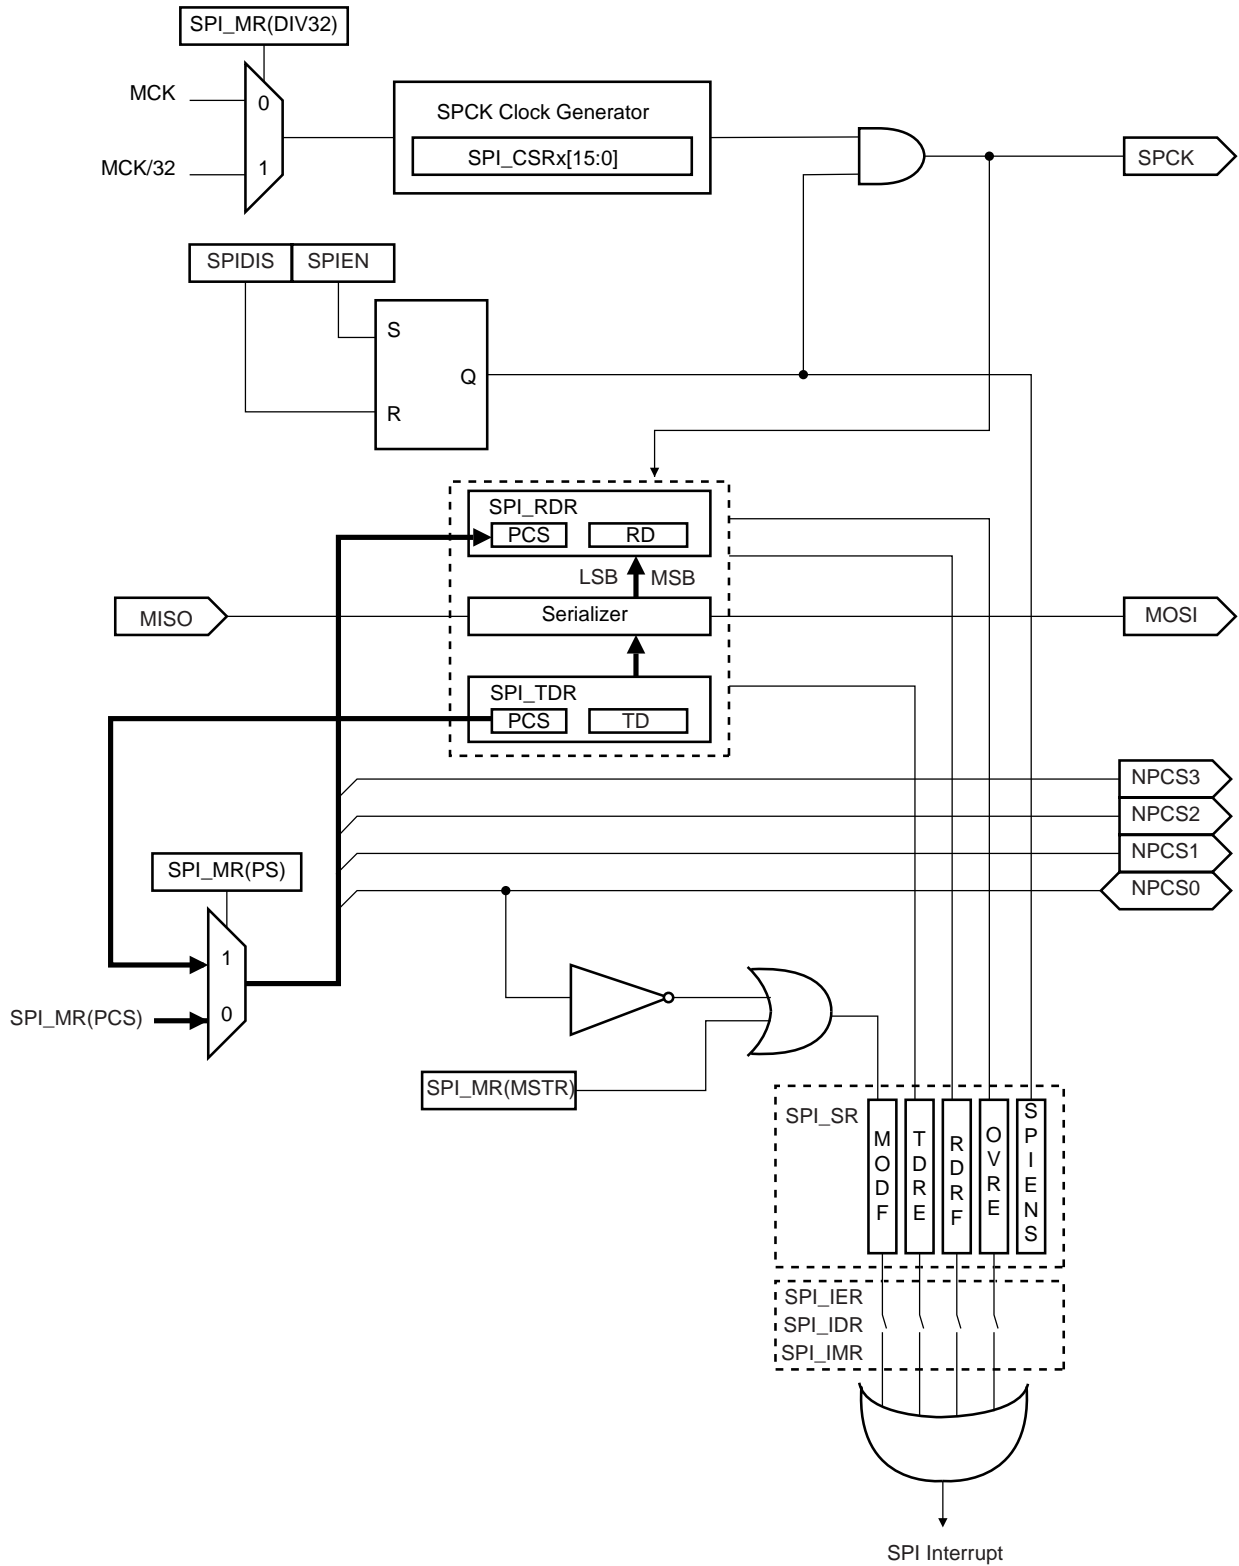 SPI_MR(DIV32)
MCK
0
SPCK Clock Generator
SPI_CSRx[15:0]
SPCK
MCK/32
1
SPIDIS
SPIEN
S
Q
R
SPI_RDR
PCS
RD
LSB
MSB
MISO
Serializer
MOSI
SPI_TDR
PCS
TD
NPCS3
NPCS2
NPCS1
NPCS0
SPI_MR(PS)
1
0
SPI_MR(PCS)
SPI_MR(MSTR)
SPI_SR
MODF
TDRE
RDRF
OVRE
SPIENS
SPI_IER
SPI_IDR
SPI_IMR
SPI Interrupt